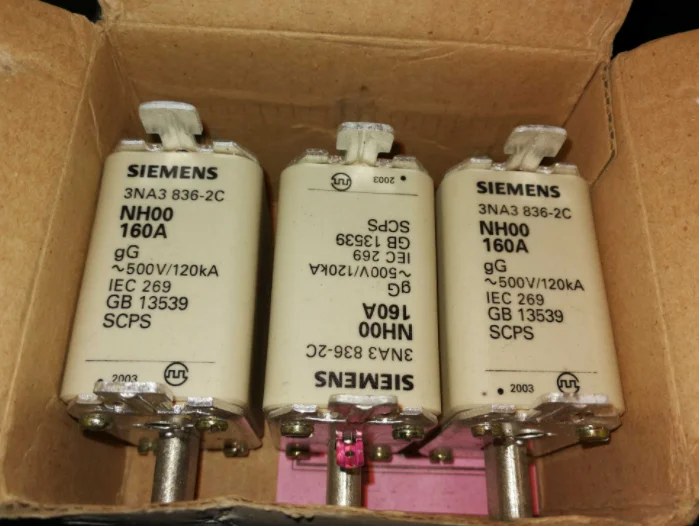 SIEMENS
3NA3 836-2C
NH00
160A
gG
~500V/120kA
IEC 269
GB 13539
SCPS
2003
SIEMENS
3NA3 836-2C
NH00
160A
gG
~500V/120kA
IEC 269
GB 13539
SCPS
2003
SIEMENS
3NA3 836-2C
NH00
160A
gG
~500V/120kA
IEC 269
GB 13539
SCPS
2003